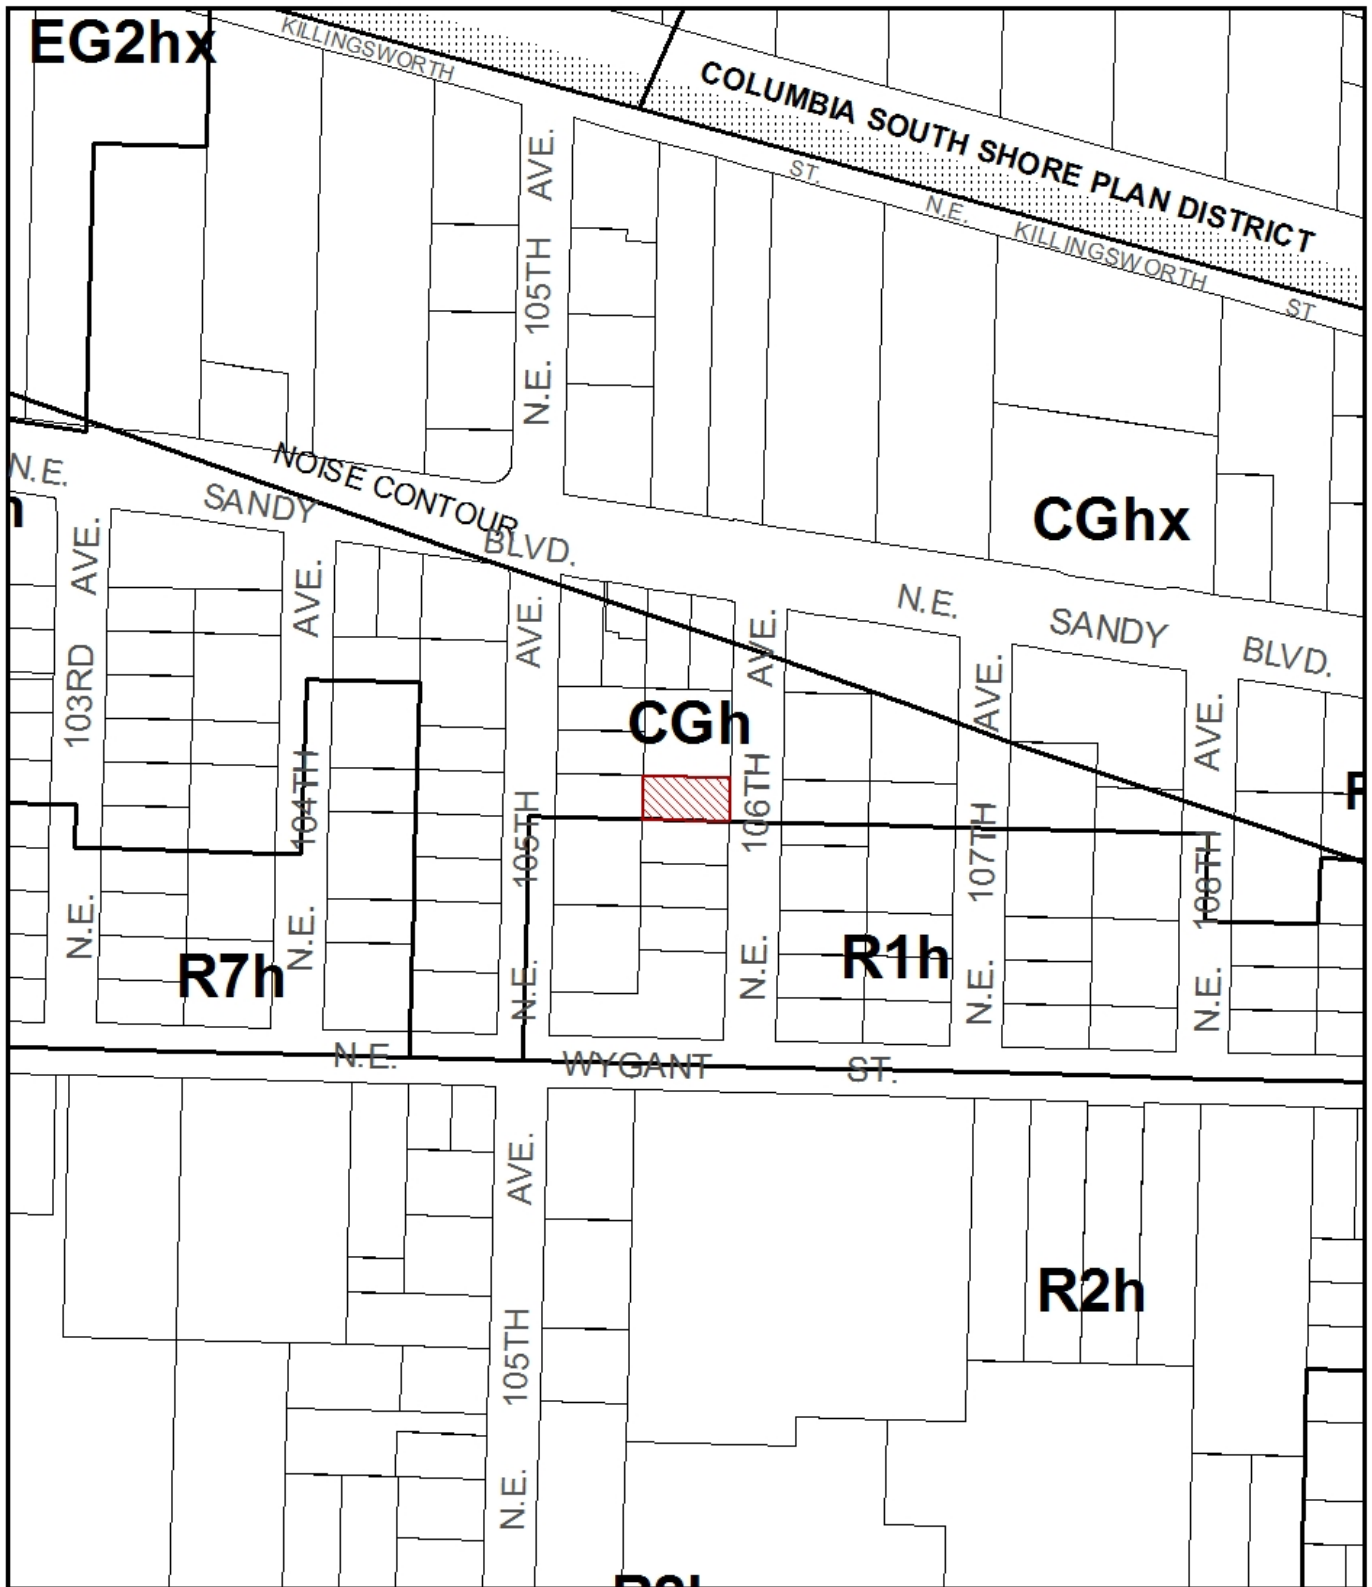 EG2hx
KILLINGSWORTH
COLUMBIA SOUTH SHORE PLAN DISTRICT
ST.
N.E.
KILLINGSWORTH
ST
N.E. 105TH AVE.
NOISE CONTOUR
N.E.
SANDY
BLVD.
CGhx
N.E.
SANDY
BLVD.
h
N.E. 103RD AVE.
N.E. 104TH AVE.
N.E. 105TH AVE.
N.E. 106TH AVE.
N.E. 107TH AVE.
N.E. 108TH AVE.
CGh
R7h
R1h
N.E.
WYGANT
ST.
N.E. 105TH AVE.
R2h